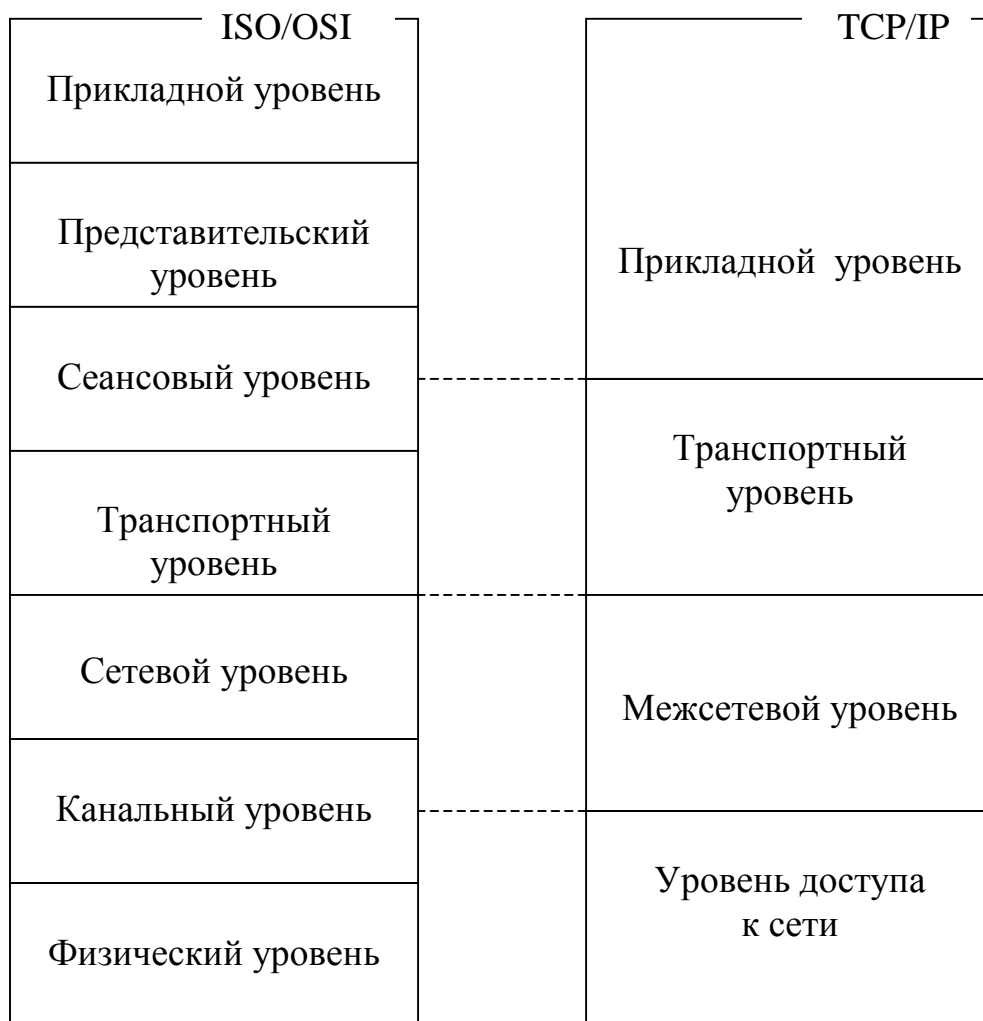 ISO/OSI
Прикладной уровень
Представительский
уровень
Сеансовый уровень
Транспортный
уровень
Сетевой уровень
Канальный уровень
Физический уровень
TCP/IP
Прикладной уровень
Транспортный
уровень
Межсетевой уровень
Уровень доступа
к сети